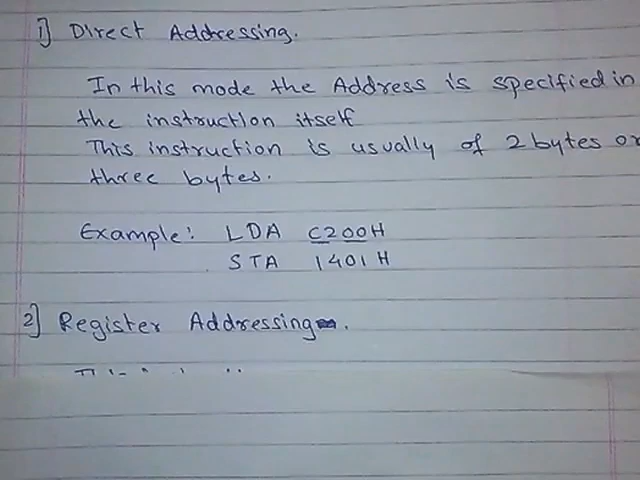 1] Direct Addressing.
In this mode the Address is specified in
the instruction itself
This instruction is usually of 2 bytes or
three bytes.
Example: LDA C200H
STA 1401H
2] Register Addressing.